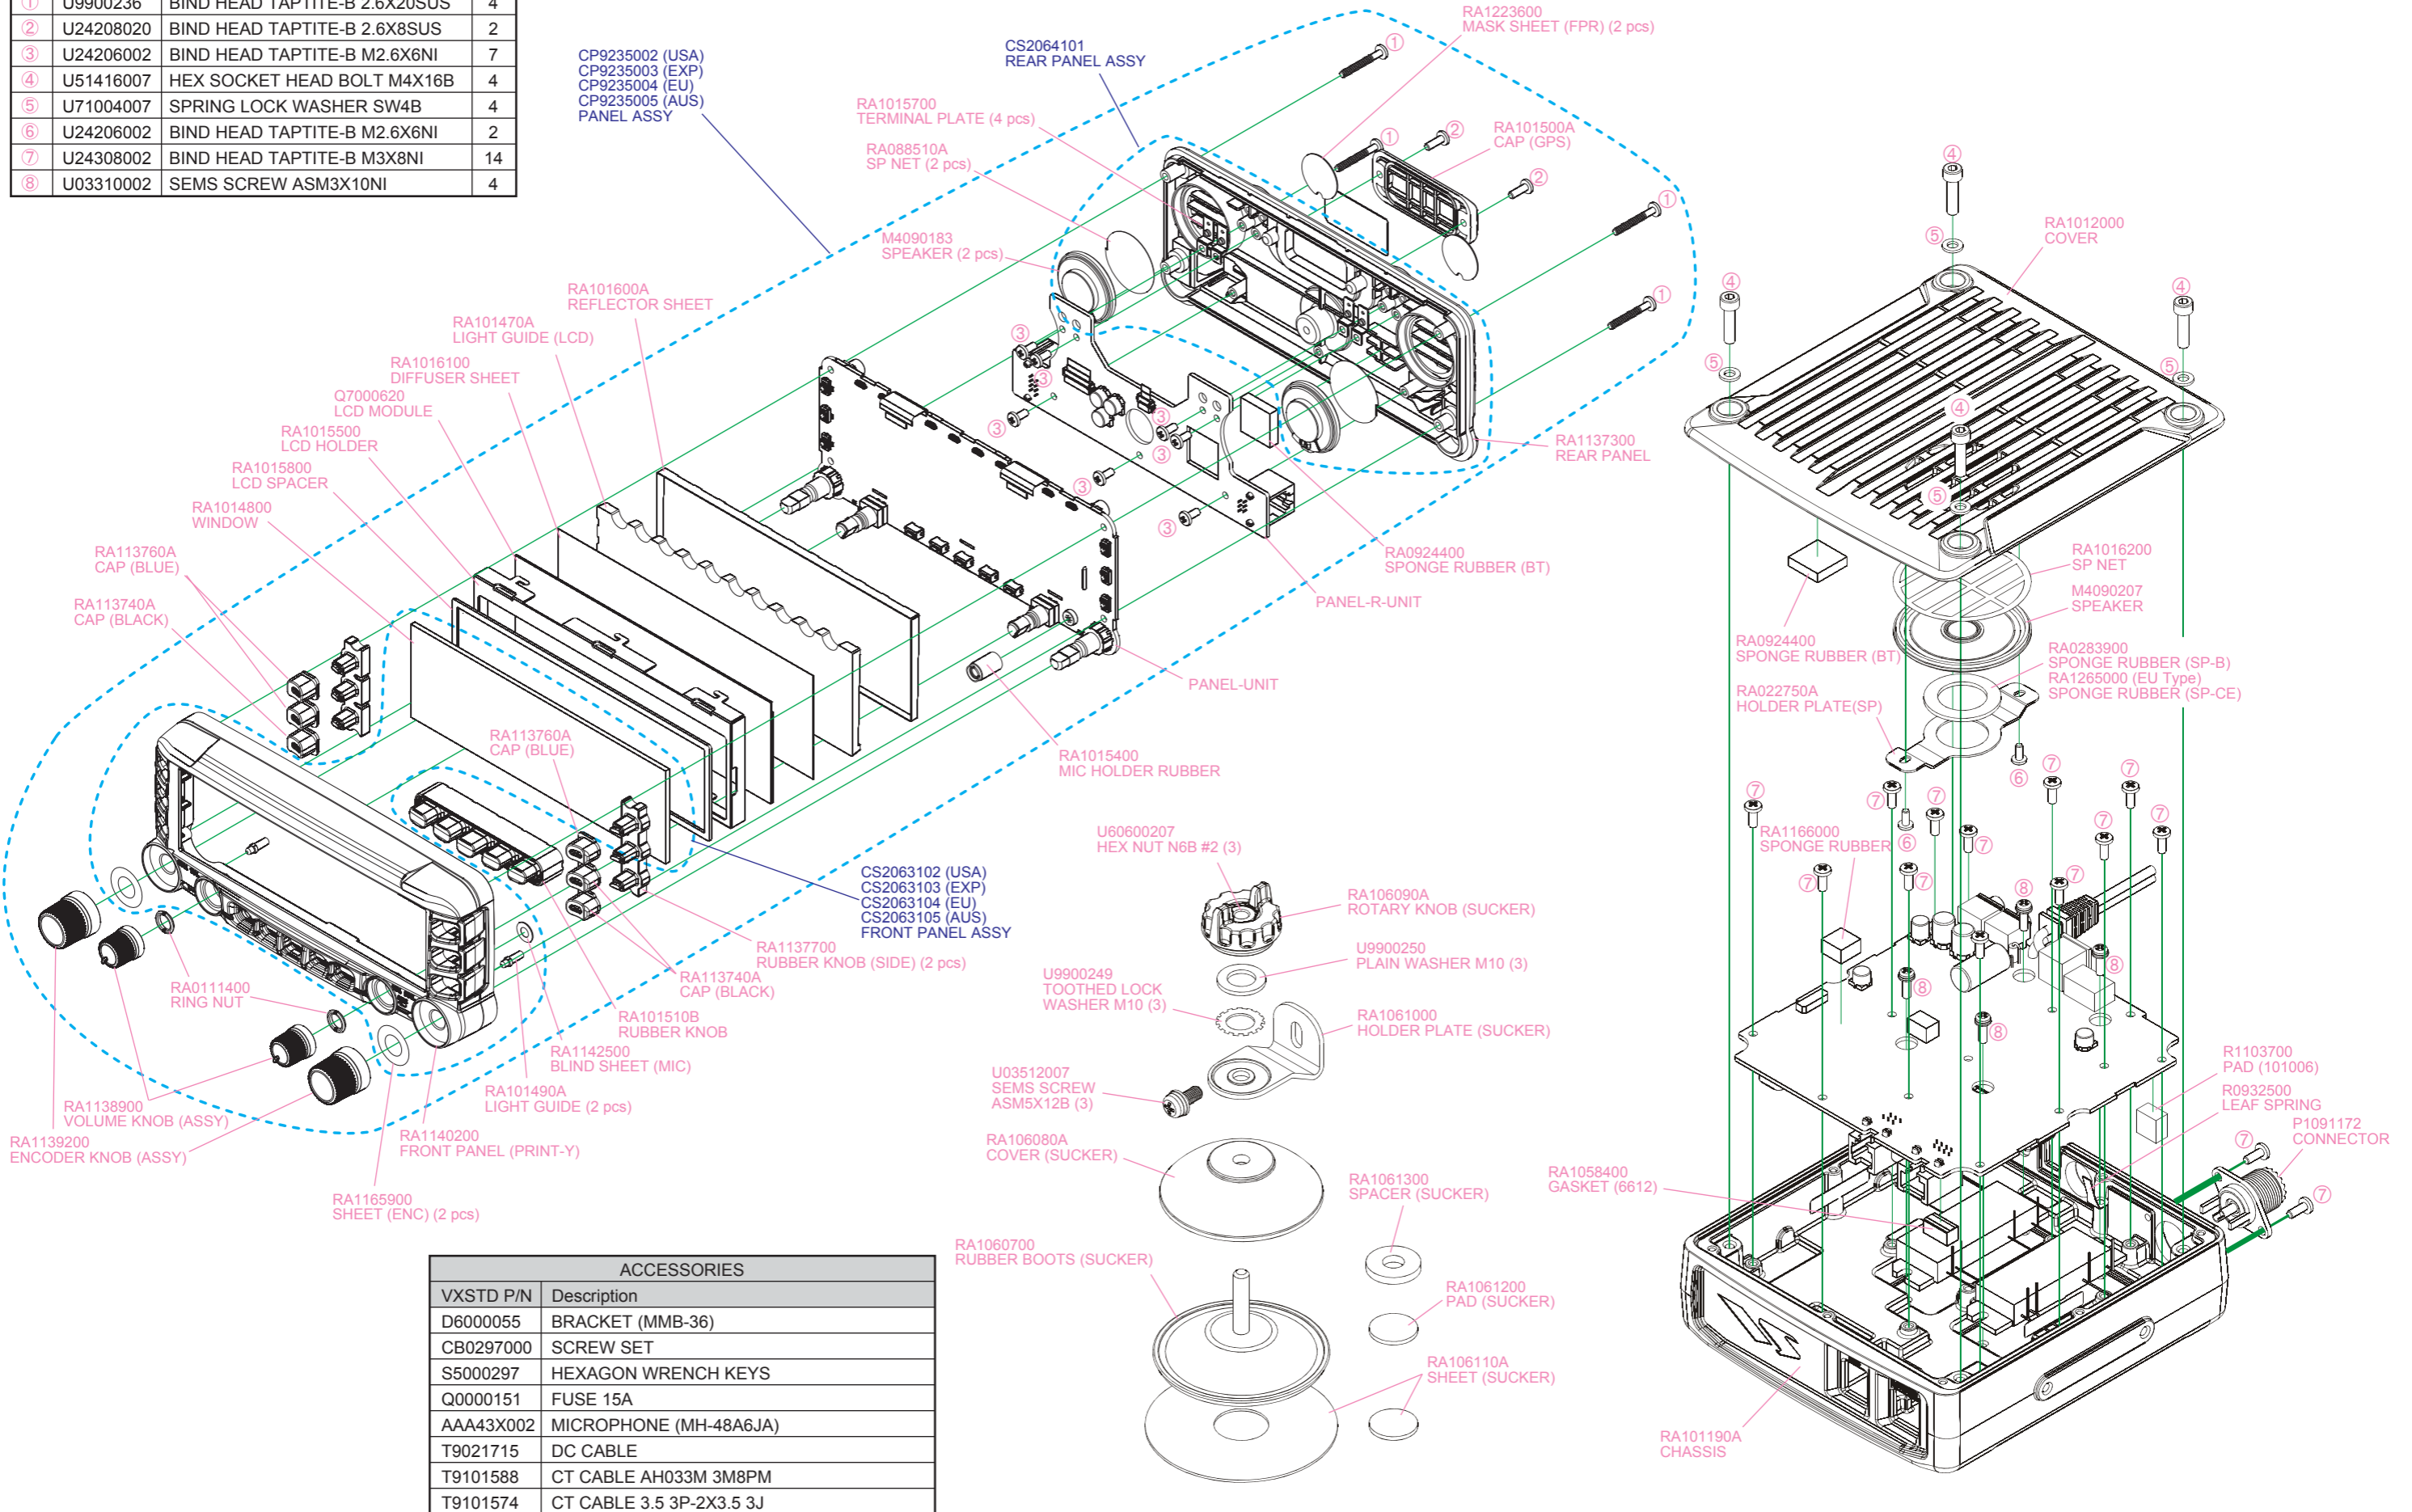 ① U9900236 BIND HEAD TAPTITE-B 2.6X20SUS 4
② U24208020 BIND HEAD TAPTITE-B 2.6X8SUS 2
③ U24206002 BIND HEAD TAPTITE-B M2.6X6NI 7
④ U51416007 HEX SOCKET HEAD BOLT M4X16B 4
⑤ U71004007 SPRING LOCK WASHER SW4B 4
⑥ U24206002 BIND HEAD TAPTITE-B M2.6X6NI 2
⑦ U24308002 BIND HEAD TAPTITE-B M3X8NI 14
⑧ U03310002 SEMS SCREW ASM3X10NI 4
CP9235002 (USA)
CP9235003 (EXP)
CP9235004 (EU)
CP9235005 (AUS)
PANEL ASSY
CS2064101
REAR PANEL ASSY
RA1223600
MASK SHEET (FPR) (2 pcs)
RA1015700
TERMINAL PLATE (4 pcs)
RA088510A
SP NET (2 pcs)
RA101500A
CAP (GPS)
M4090183
SPEAKER (2 pcs)
RA101600A
REFLECTOR SHEET
RA101470A
LIGHT GUIDE (LCD)
RA1016100
DIFFUSER SHEET
Q7000620
LCD MODULE
RA1015500
LCD HOLDER
RA1015800
LCD SPACER
RA1014800
WINDOW
RA113760A
CAP (BLUE)
RA113740A
CAP (BLACK)
RA1137300
REAR PANEL
RA0924400
SPONGE RUBBER (BT)
PANEL-R-UNIT
PANEL-UNIT
RA1015400
MIC HOLDER RUBBER
RA113760A
CAP (BLUE)
CS2063102 (USA)
CS2063103 (EXP)
CS2063104 (EU)
CS2063105 (AUS)
FRONT PANEL ASSY
RA1137700
RUBBER KNOB (SIDE) (2 pcs)
RA113740A
CAP (BLACK)
RA101510B
RUBBER KNOB
RA1142500
BLIND SHEET (MIC)
RA101490A
LIGHT GUIDE (2 pcs)
RA0111400
RING NUT
RA1138900
VOLUME KNOB (ASSY)
RA1139200
ENCODER KNOB (ASSY)
RA1140200
FRONT PANEL (PRINT-Y)
RA1165900
SHEET (ENC) (2 pcs)
U60600207
HEX NUT N6B #2 (3)
RA106090A
ROTARY KNOB (SUCKER)
U9900250
PLAIN WASHER M10 (3)
U9900249
TOOTHED LOCK
WASHER M10 (3)
RA1061000
HOLDER PLATE (SUCKER)
U03512007
SEMS SCREW
ASM5X12B (3)
RA106080A
COVER (SUCKER)
RA1061300
SPACER (SUCKER)
RA1060700
RUBBER BOOTS (SUCKER)
RA1061200
PAD (SUCKER)
RA106110A
SHEET (SUCKER)
RA1012000
COVER
RA1016200
SP NET
M4090207
SPEAKER
RA0924400
SPONGE RUBBER (BT)
RA0283900
SPONGE RUBBER (SP-B)
RA1265000 (EU Type)
SPONGE RUBBER (SP-CE)
RA022750A
HOLDER PLATE(SP)
RA1166000
SPONGE RUBBER
R1103700
PAD (101006)
R0932500
LEAF SPRING
P1091172
CONNECTOR
RA1058400
GASKET (6612)
RA101190A
CHASSIS
ACCESSORIES
VXSTD P/N Description
D6000055 BRACKET (MMB-36)
CB0297000 SCREW SET
S5000297 HEXAGON WRENCH KEYS
Q0000151 FUSE 15A
AAA43X002 MICROPHONE (MH-48A6JA)
T9021715 DC CABLE
T9101588 CT CABLE AH033M 3M8PM
T9101574 CT CABLE 3.5 3P-2X3.5 3J